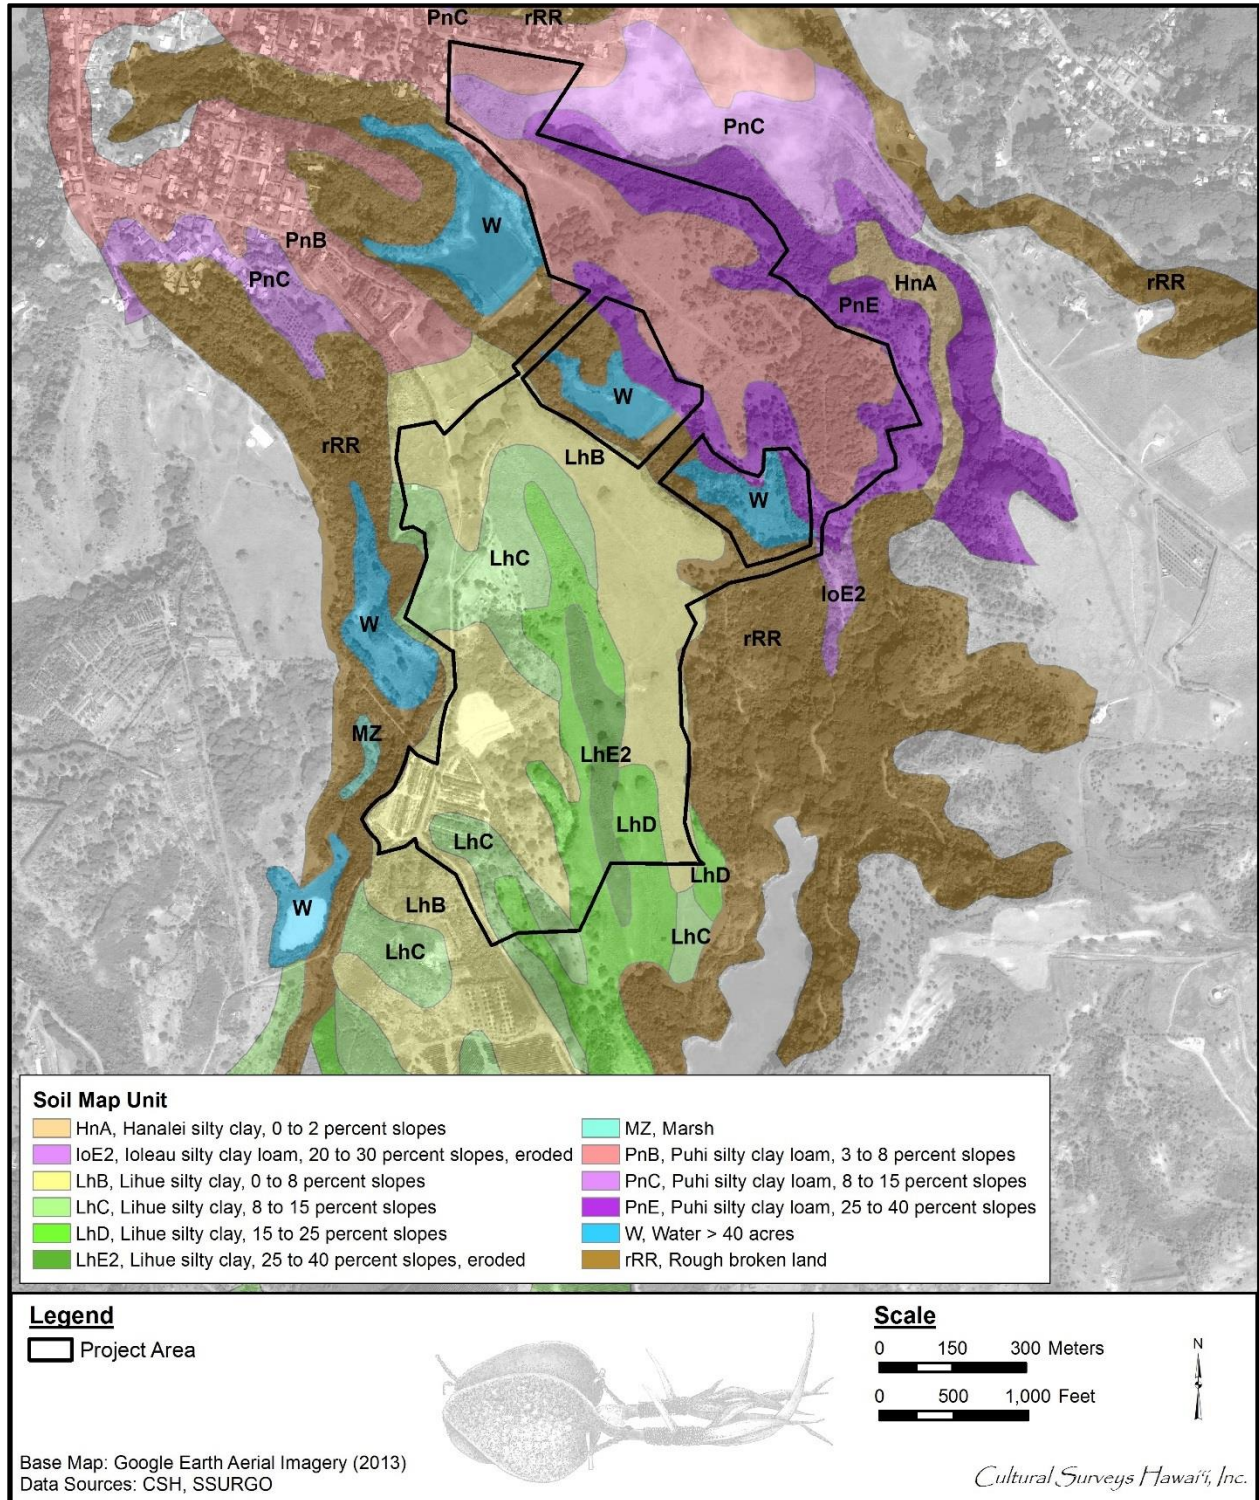 PnC
rRR
PnC
W
PnB
PnC
HnA
PnE
rRR
W
rRR
LhB
W
LhC
IoE2
W
rRR
MZ
LhE2
LhD
LhC
LhD
LhB
W
LhC
LhC
Soil Map Unit
HnA, Hanalei silty clay, 0 to 2 percent slopes
IoE2, Ioleau silty clay loam, 20 to 30 percent slopes, eroded
LhB, Lihue silty clay, 0 to 8 percent slopes
LhC, Lihue silty clay, 8 to 15 percent slopes
LhD, Lihue silty clay, 15 to 25 percent slopes
LhE2, Lihue silty clay, 25 to 40 percent slopes, eroded
MZ, Marsh
PnB, Puhi silty clay loam, 3 to 8 percent slopes
PnC, Puhi silty clay loam, 8 to 15 percent slopes
PnE, Puhi silty clay loam, 25 to 40 percent slopes
W, Water > 40 acres
rRR, Rough broken land
Legend
Project Area
Scale
0 150 300 Meters
0 500 1,000 Feet
N
Base Map: Google Earth Aerial Imagery (2013)
Data Sources: CSH, SSURGO
Cultural Surveys Hawaiʻi, Inc.